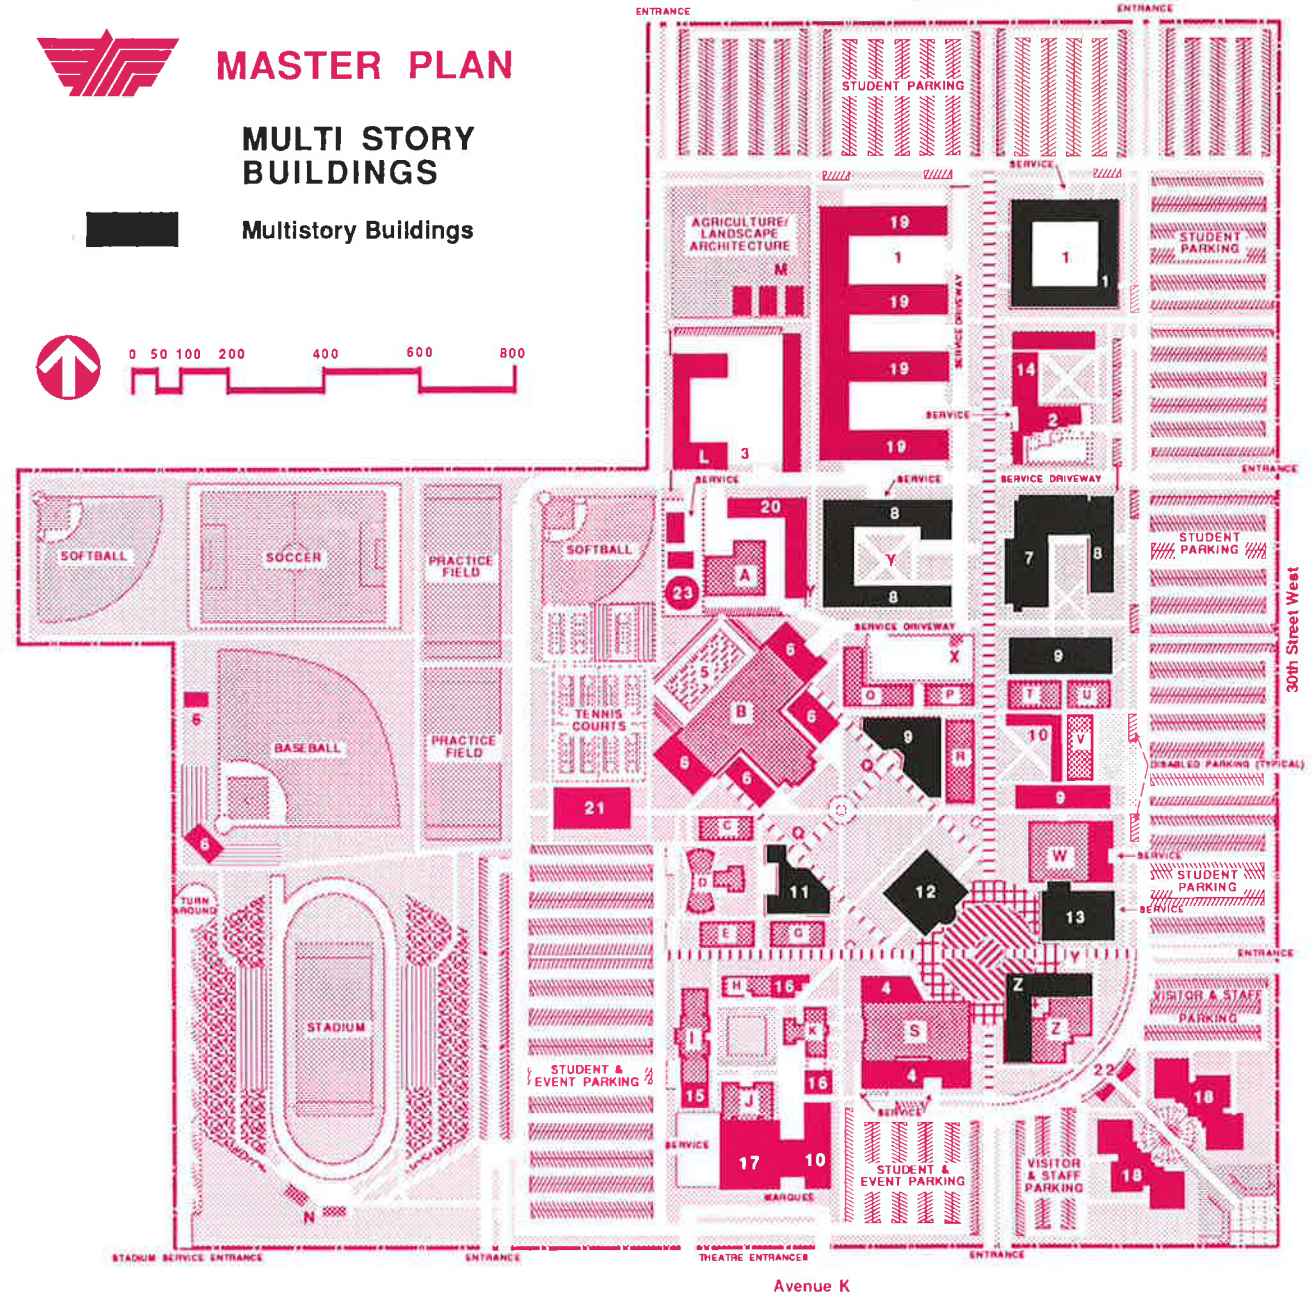 ENTRANCE
ENTRANCE
MASTER PLAN
MULTI STORY
BUILDINGS
Multistory Buildings
0 50 100 200 400 600 800
STUDENT PARKING
SERVICE
AGRICULTURE/
LANDSCAPE
ARCHITECTURE
M
19
1
19
19
19
SERVICE DRIVEWAY
1
1
STUDENT
PARKING
14
2
SERVICE
L
3
SERVICE
SERVICE
SERVICE DRIVEWAY
ENTRANCE
SOFTBALL
SOCCER
PRACTICE
FIELD
SOFTBALL
20
A
23
Y
8
Y
8
7
8
STUDENT
PARKING
30th Street West
SERVICE DRIVEWAY
X
9
5
6
B
6
6
6
O
P
T
U
6
BASEBALL
PRACTICE
FIELD
TENNIS
COURTS
9
Q
R
10
V
DISABLED PARKING (TYPICAL)
9
21
6
C
Q
W
SERVICE
D
11
12
13
SERVICE
STUDENT
PARKING
TURN
AROUND
E
G
Y
ENTRANCE
H
16
4
Z
VISITOR & STAFF
PARKING
STADIUM
I
K
S
Z
STUDENT &
EVENT PARKING
15
J
16
4
22
18
SERVICE
SERVICE
17
10
STUDENT &
EVENT PARKING
VISITOR
& STAFF
PARKING
18
MARQUEE
N
STADIUM SERVICE ENTRANCE
ENTRANCE
THEATRE ENTRANCES
ENTRANCE
Avenue K